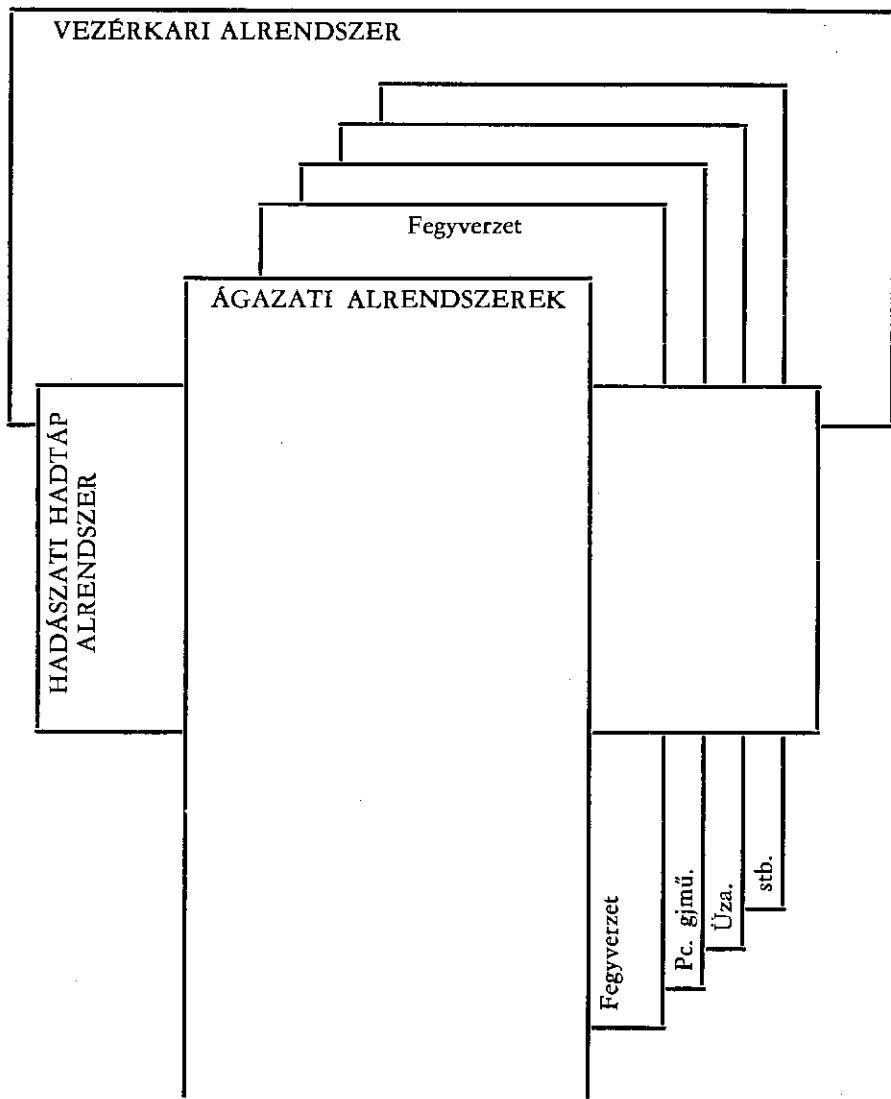 VEZÉRKARI ALRENDSZER
Fegyverzet
ÁGAZATI ALRENDSZEREK
HADÁSZATI HADTÁP
ALRENDSZER
Fegyverzet
Pc. gjmű.
Üza.
stb.